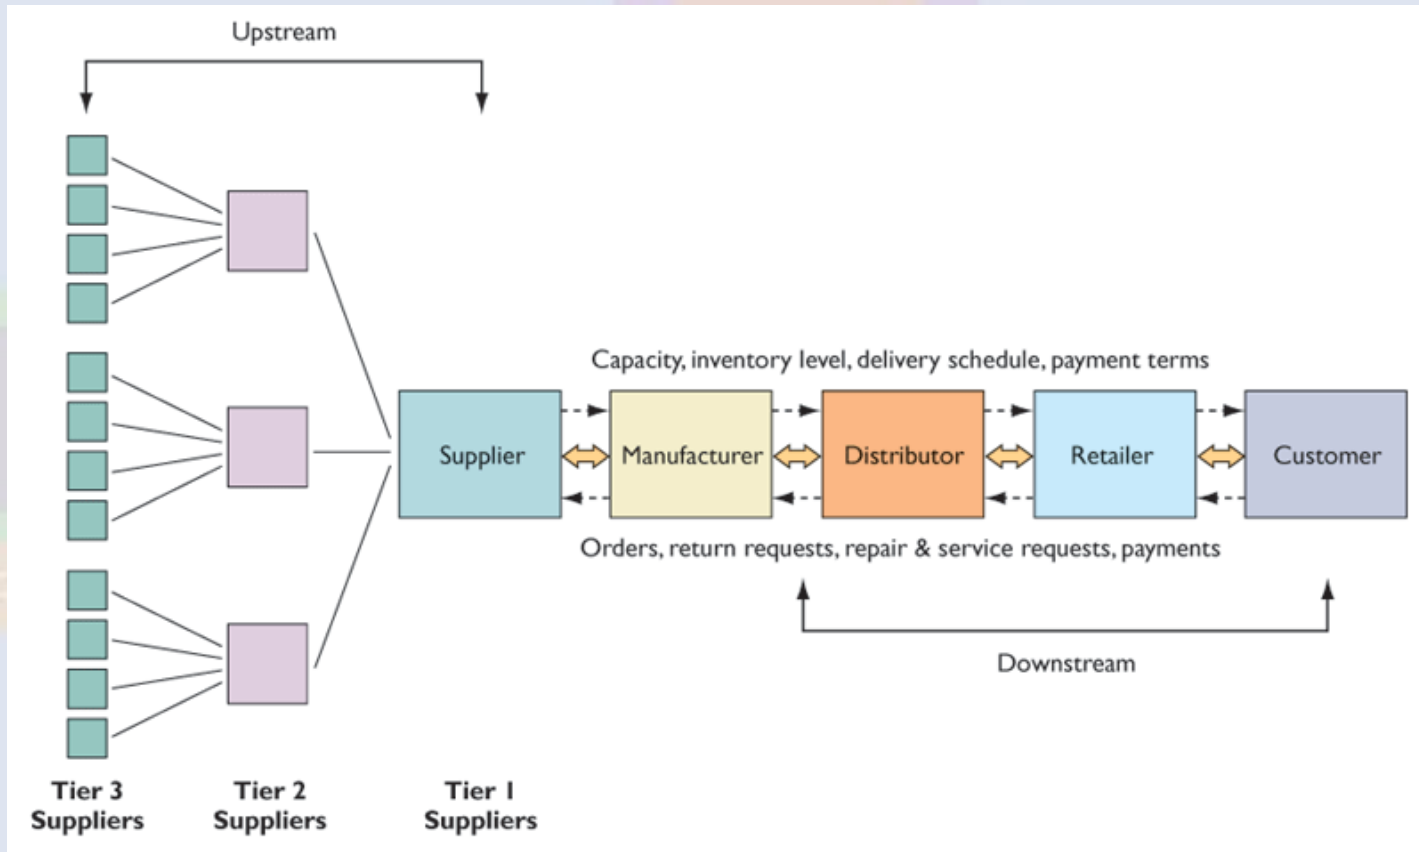 Upstream
Capacity, inventory level, delivery schedule, payment terms
Supplier
Manufacturer
Distributor
Retailer
Customer
Orders, return requests, repair & service requests, payments
Downstream
Tier 3
Suppliers
Tier 2
Suppliers
Tier 1
Suppliers